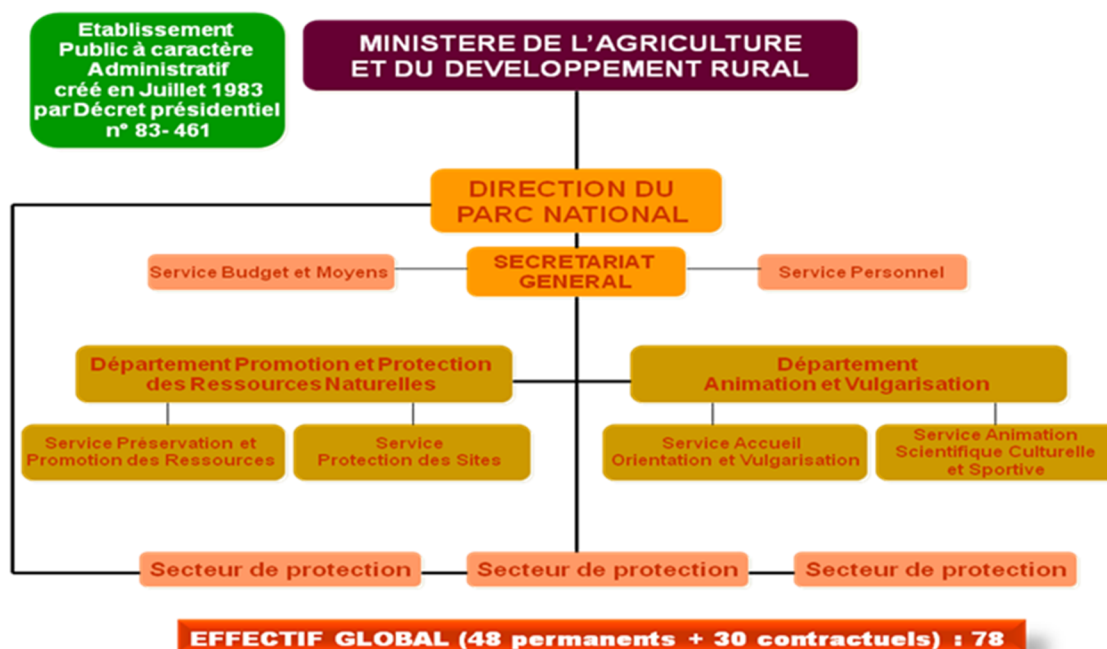 Etablissement
Public à caractère
Administratif
créé en Juillet 1983
par Décret présidentiel
n° 83- 461
MINISTERE DE L'AGRICULTURE
ET DU DEVELOPPEMENT RURAL
DIRECTION DU
PARC NATIONAL
Service Budget et Moyens
SECRETARIAT
GENERAL
Service Personnel
Département Promotion et Protection
des Ressources Naturelles
Département
Animation et Vulgarisation
Service Préservation et
Promotion des Ressources
Service
Protection des Sites
Service Accueil
Orientation et Vulgarisation
Service Animation
Scientifique Culturelle
et Sportive
Secteur de protection
Secteur de protection
Secteur de protection
EFFECTIF GLOBAL (48 permanents + 30 contractuels) : 78